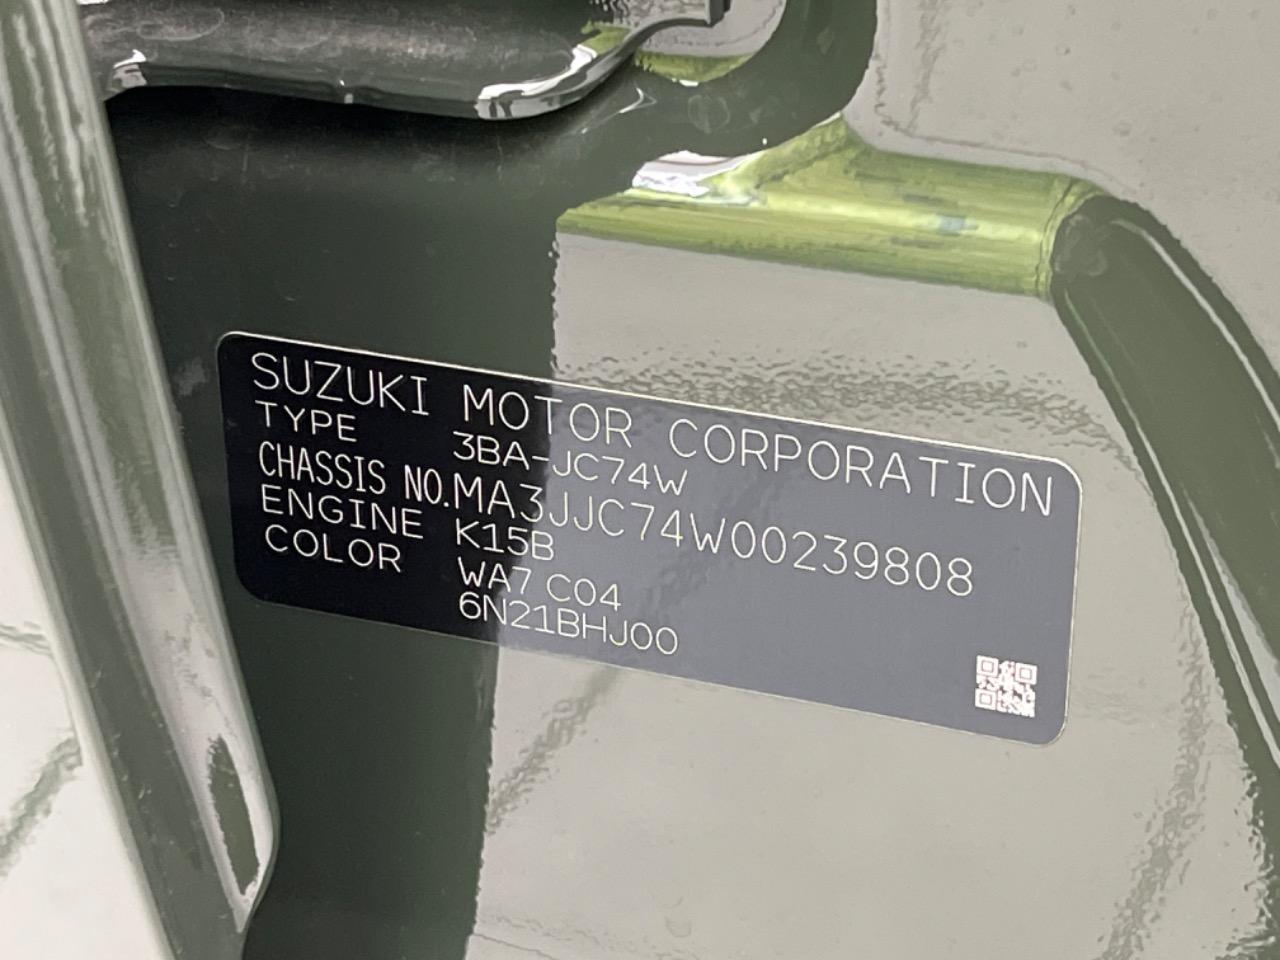 SUZUKI MOTOR CORPORATION
TYPE 3BA-JC74W
CHASSIS NO.MA3JJC74W00239808
ENGINE K15B
COLOR WA7 C04
6N21BHJ00